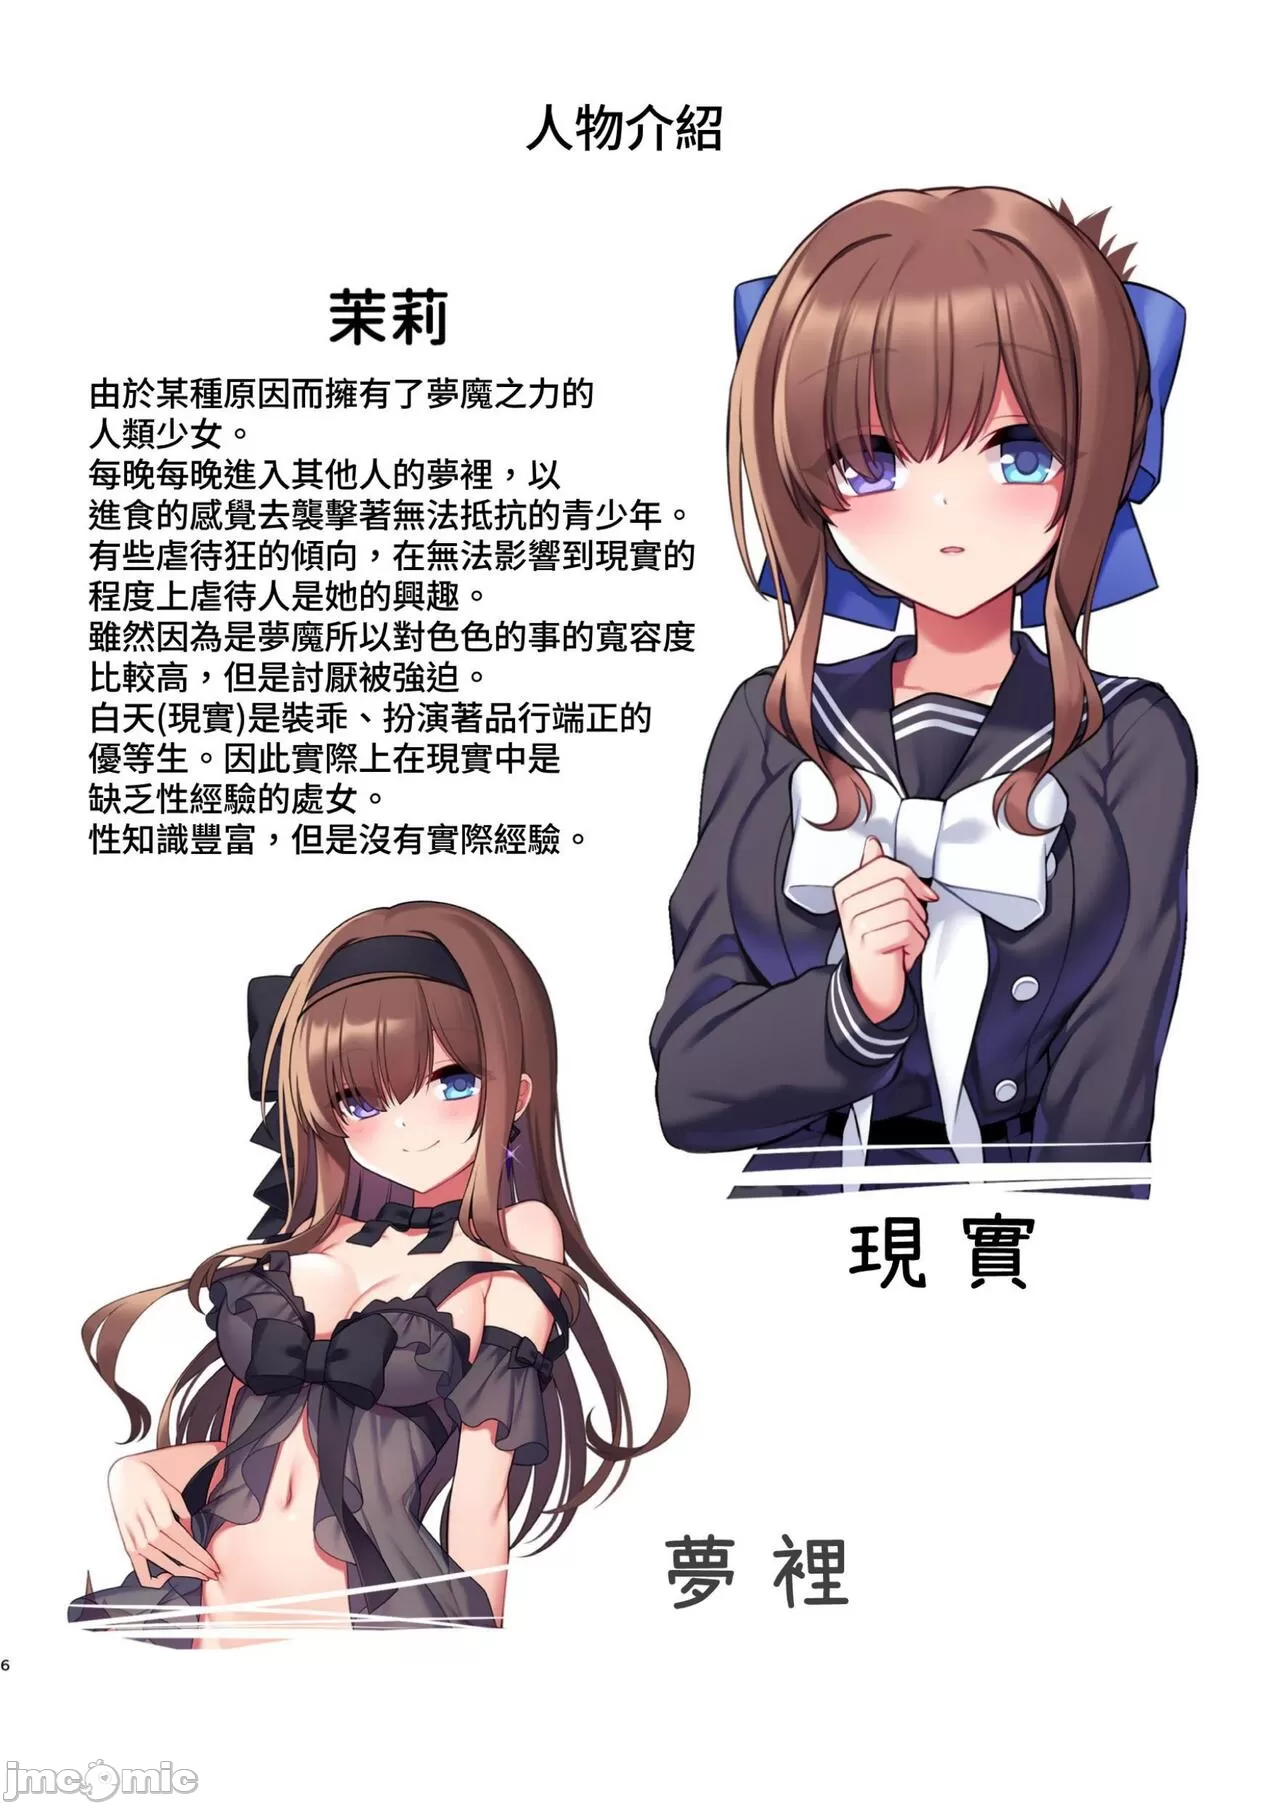 人物介紹
茉莉
由於某種原因而擁有了夢魔之力的
人類少女。
每晚每晚進入其他人的夢裡，以
進食的感覺去襲擊著無法抵抗的青少年。
有些虐待狂的傾向，在無法影響到現實的
程度上虐待人是她的興趣。
雖然因為是夢魔所以對色色的事的寬容度
比較高，但是討厭被強迫。
白天(現實)是裝乖、扮演著品行端正的
優等生。因此實際上在現實中是
缺乏性經驗的處女。
性知識豐富，但是沒有實際經驗。
現實
夢裡
6
jmcomic